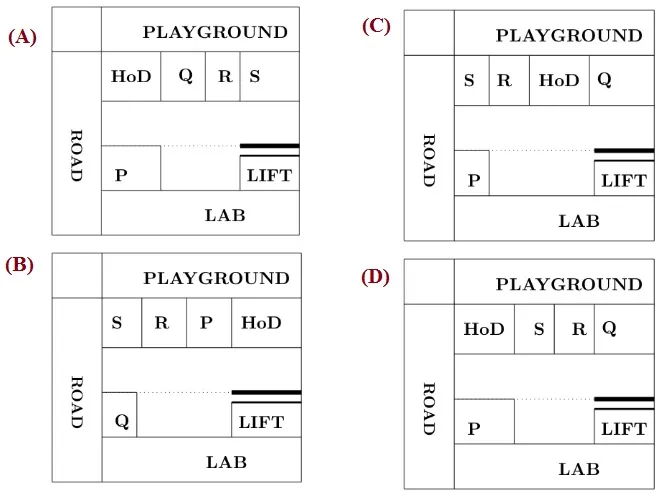 (A)
PLAYGROUND
HoD Q R S
ROAD
P LIFT
LAB
(C)
PLAYGROUND
S R HoD Q
ROAD
P LIFT
LAB
(B)
PLAYGROUND
S R P HoD
ROAD
Q LIFT
LAB
(D)
PLAYGROUND
HoD S R Q
ROAD
P LIFT
LAB